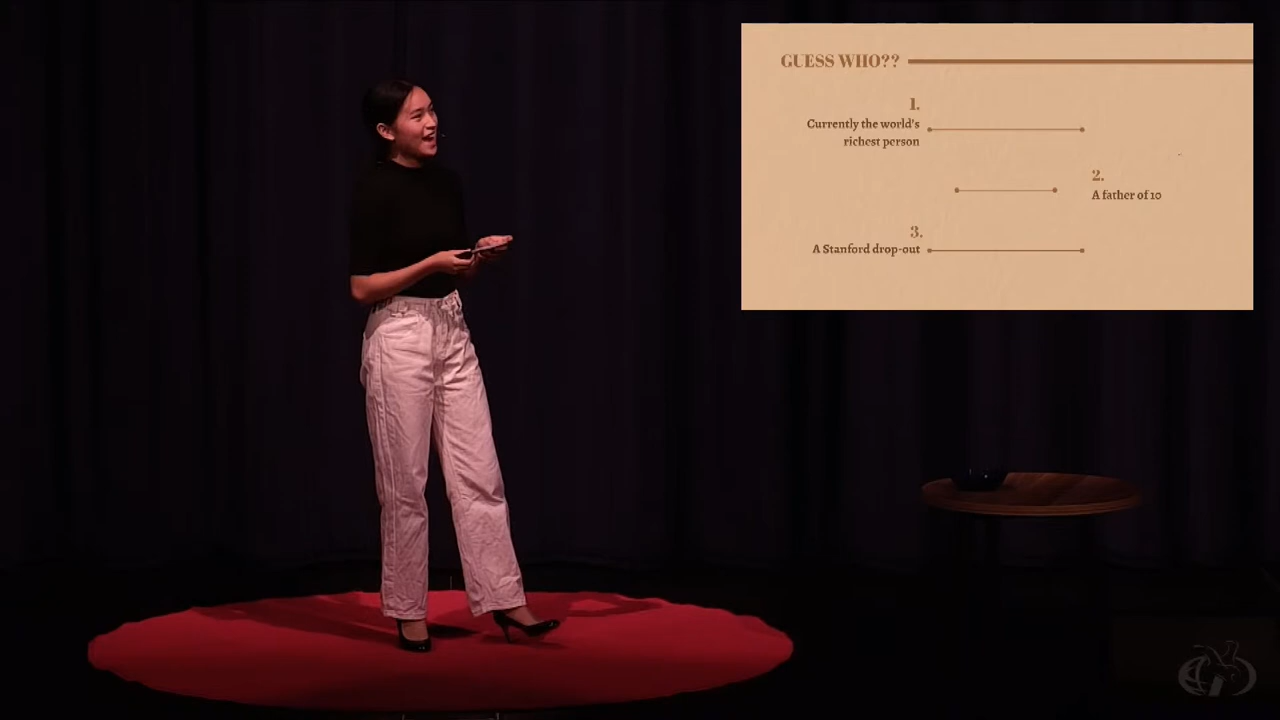 GUESS WHO??
1.
Currently the world's
richest person
2.
A father of 10
3.
A Stanford drop-out